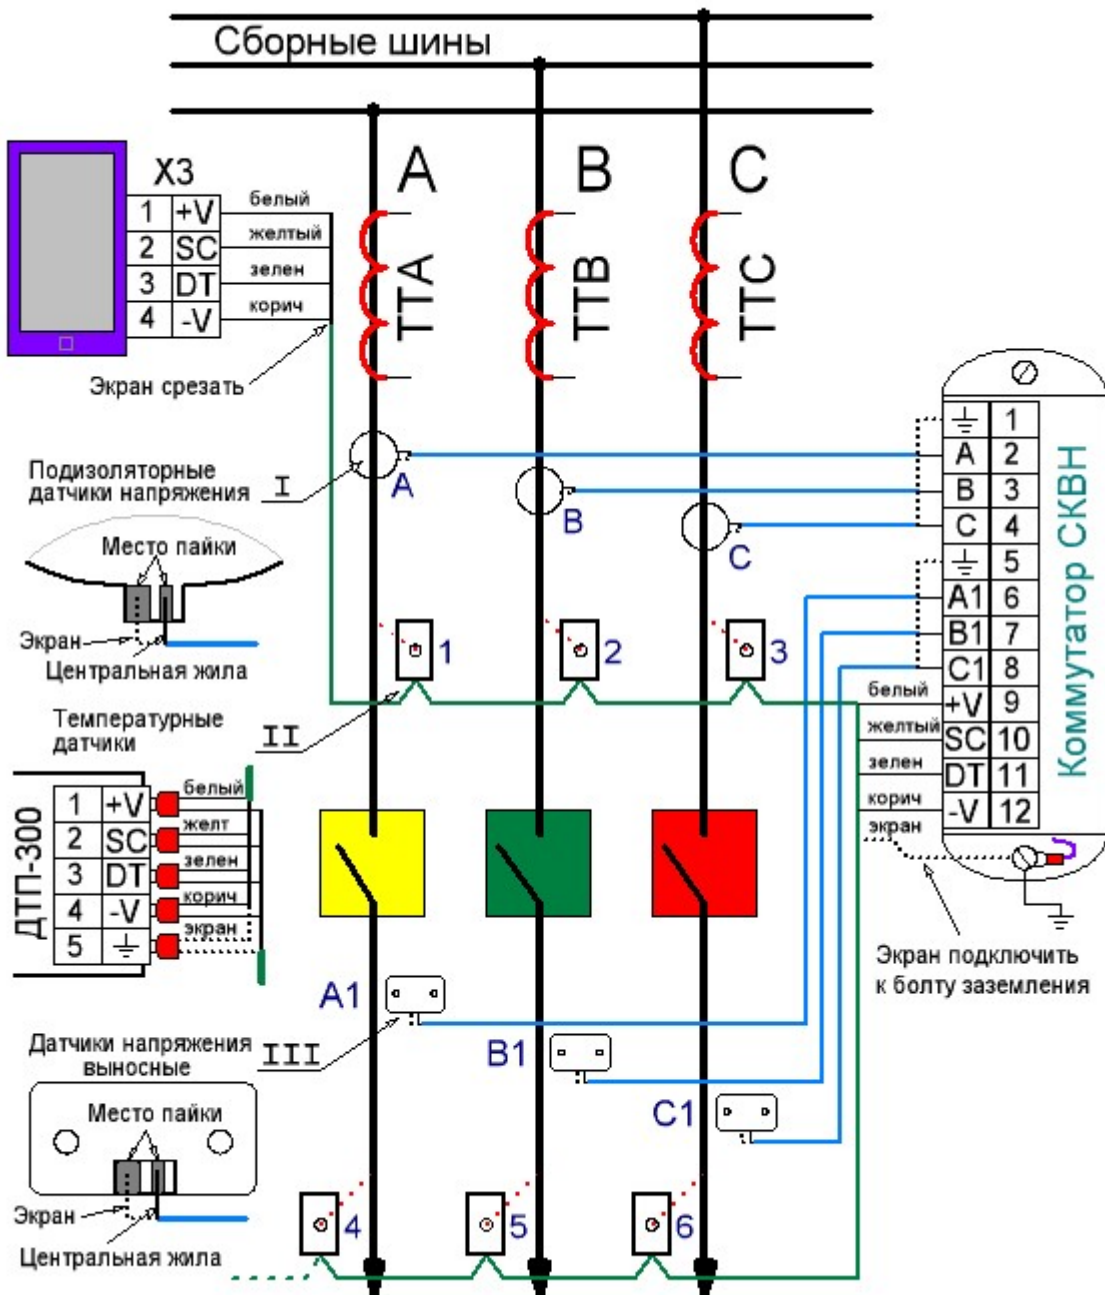 Сборные шины
A
B
C
X3
1 +V белый
2 SC желтый
3 DT зелен
4 -V корич
TTA
TTB
TTC
Экран срезать
Подизоляторные
датчики напряжения
I
A
B
C
Место пайки
Экран
Центральная жила
1
2
3
Температурные
датчики
II
1
A 2
B 3
C 4
5
A1 6
B1 7
C1 8
белый +V 9
желтый SC 10
зелен DT 11
корич -V 12
экран
Коммутатор СКВН
ДТП-300
1 +V белый
2 SC желт
3 DT зелен
4 -V корич
5 экран
Экран подключить
к болту заземления
A1
B1
C1
Датчики напряжения
выносные
III
Место пайки
Экран
Центральная жила
4
5
6